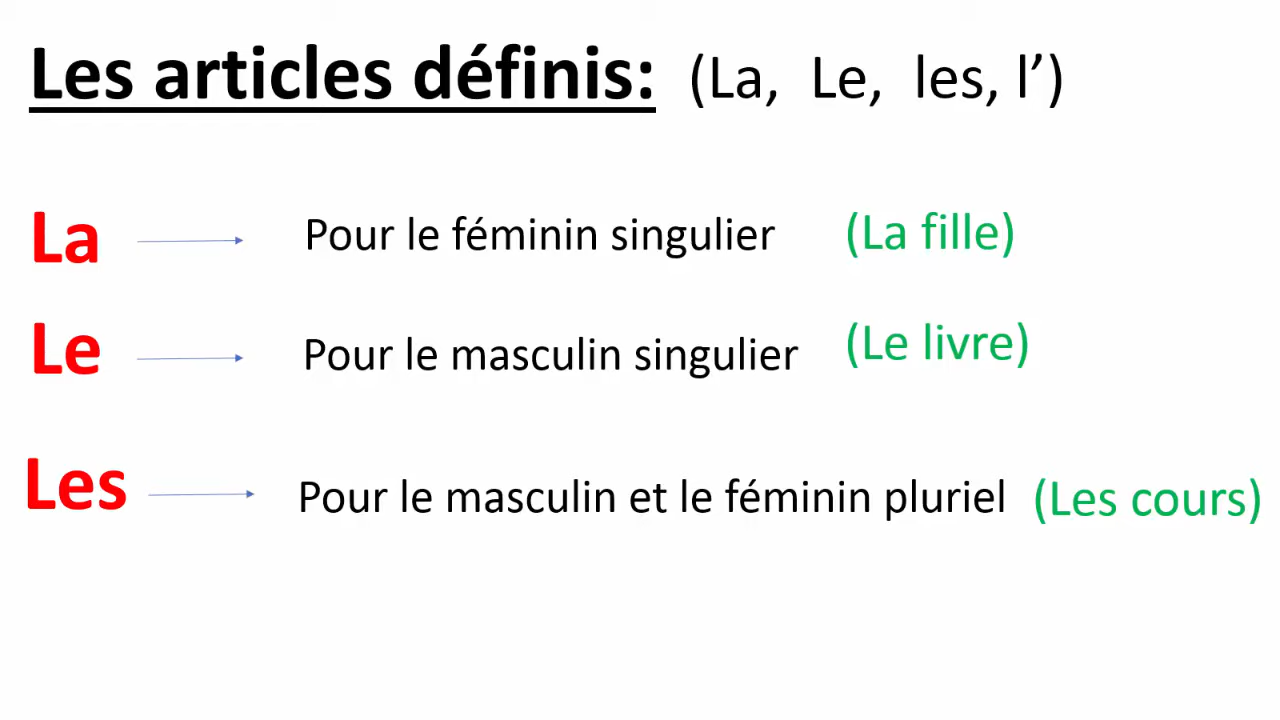 Les articles définis: (La, Le, les, l’)
La Pour le féminin singulier (La fille)
Le Pour le masculin singulier (Le livre)
Les Pour le masculin et le féminin pluriel (Les cours)